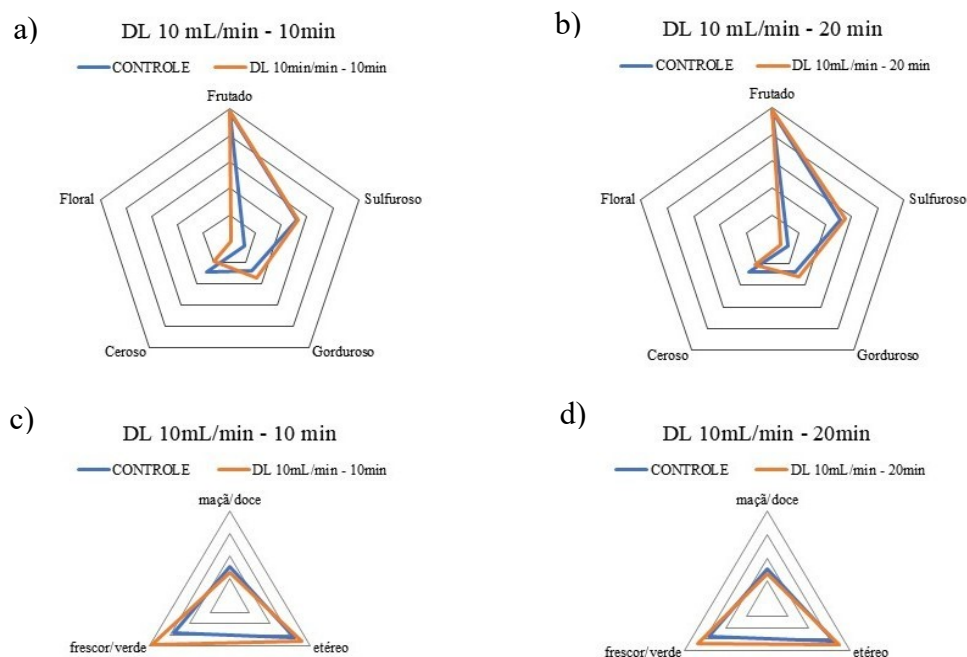 a)
DL 10 mL/min - 10min
CONTROLE DL 10min/min - 10min
Frutado
Floral
Sulfuroso
Ceroso
Gorduroso
b)
DL 10 mL/min - 20 min
CONTROLE DL 10mL/min - 20 min
Frutado
Floral
Sulfuroso
Ceroso
Gorduroso
c)
DL 10mL/min - 10 min
CONTROLE DL 10mL/min - 10min
maçã/doce
frescor/verde
etéreo
d)
DL 10mL/min - 20min
CONTROLE DL 10mL/min - 20min
maçã/doce
frescor/verde
etéreo